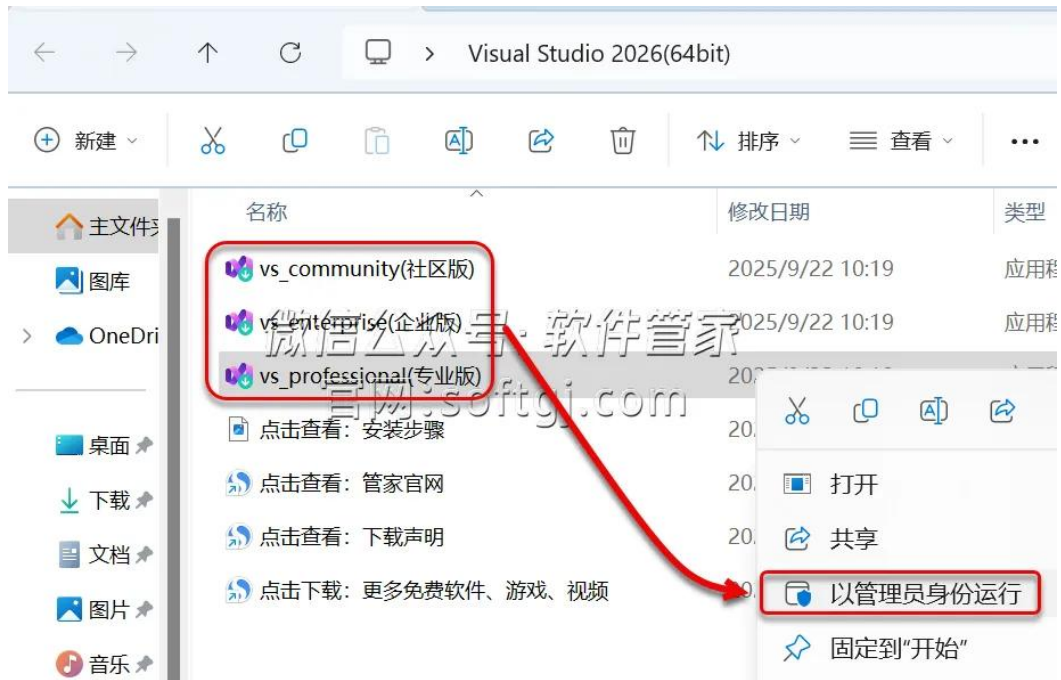 Visual Studio 2026(64bit)
新建
排序
查看
名称
修改日期
类型
主文件夹
图库
OneDri
桌面
下载
文档
图片
音乐
vs_community(社区版)
2025/9/22 10:19
应用程
vs_enterprise(企业版)
2025/9/22 10:19
应用程
微信公众号：软件管家
vs_professional(专业版)
官网:softgj.com
点击查看：安装步骤
点击查看：管家官网
点击查看：下载声明
点击下载：更多免费软件、游戏、视频
打开
共享
以管理员身份运行
固定到"开始"